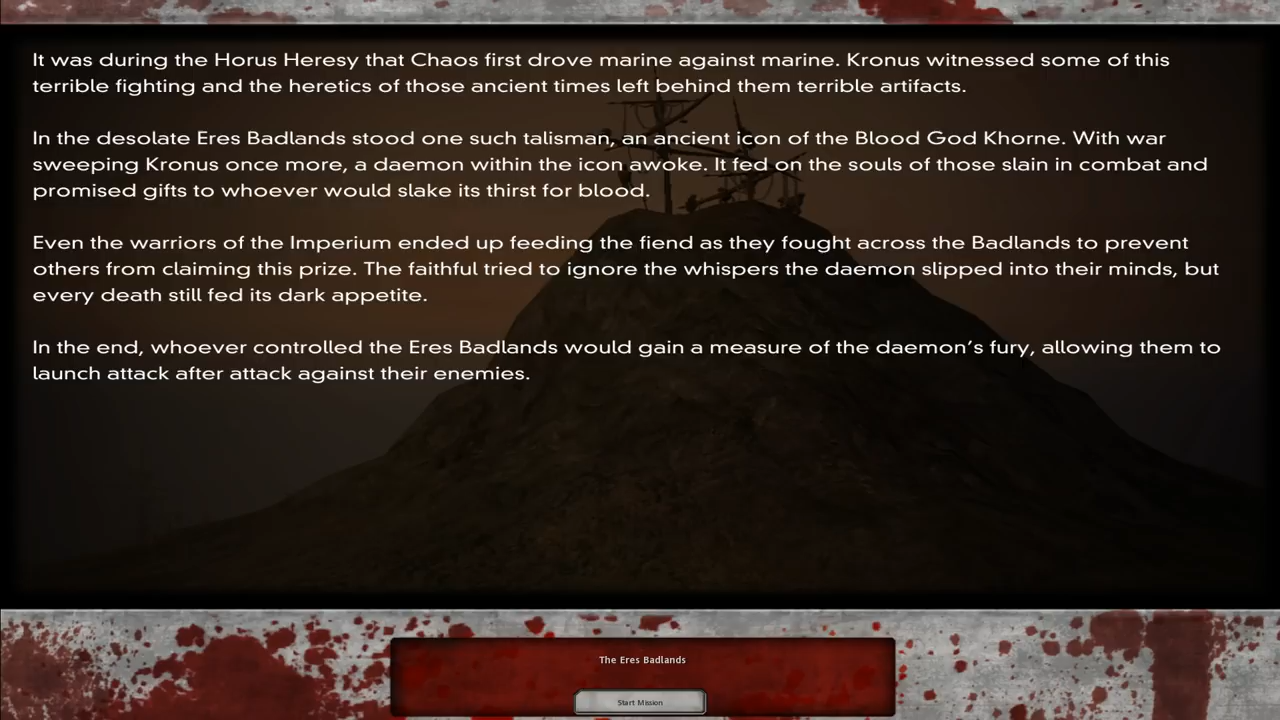 It was during the Horus Heresy that Chaos first drove marine against marine. Kronus witnessed some of this
terrible fighting and the heretics of those ancient times left behind them terrible artifacts.
In the desolate Eres Badlands stood one such talisman, an ancient icon of the Blood God Khorne. With war
sweeping Kronus once more, a daemon within the icon awoke. It fed on the souls of those slain in combat and
promised gifts to whoever would slake its thirst for blood.
Even the warriors of the Imperium ended up feeding the fiend as they fought across the Badlands to prevent
others from claiming this prize. The faithful tried to ignore the whispers the daemon slipped into their minds, but
every death still fed its dark appetite.
In the end, whoever controlled the Eres Badlands would gain a measure of the daemon’s fury, allowing them to
launch attack after attack against their enemies.
The Eres Badlands
Start Mission